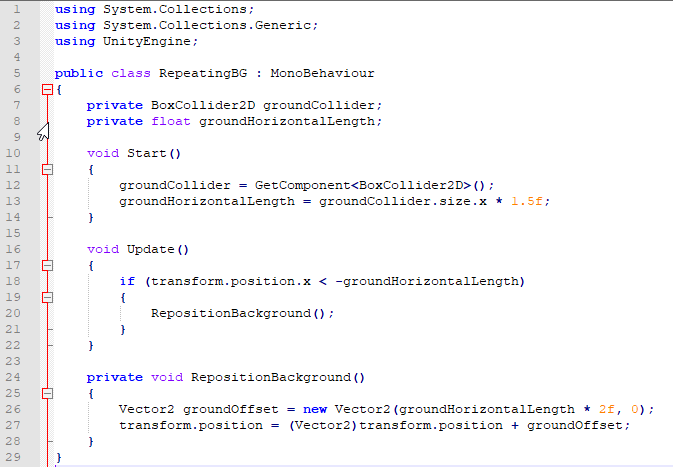 1 using System.Collections;
2 using System.Collections.Generic;
3 using UnityEngine;
4
5 public class RepeatingBG : MonoBehaviour
6 {
7     private BoxCollider2D groundCollider;
8     private float groundHorizontalLength;
9
10     void Start()
11     {
12         groundCollider = GetComponent<BoxCollider2D>();
13         groundHorizontalLength = groundCollider.size.x * 1.5f;
14     }
15
16     void Update()
17     {
18         if (transform.position.x < -groundHorizontalLength)
19         {
20             RepositionBackground();
21         }
22     }
23
24     private void RepositionBackground()
25     {
26         Vector2 groundOffset = new Vector2(groundHorizontalLength * 2f, 0);
27         transform.position = (Vector2)transform.position + groundOffset;
28     }
29 }